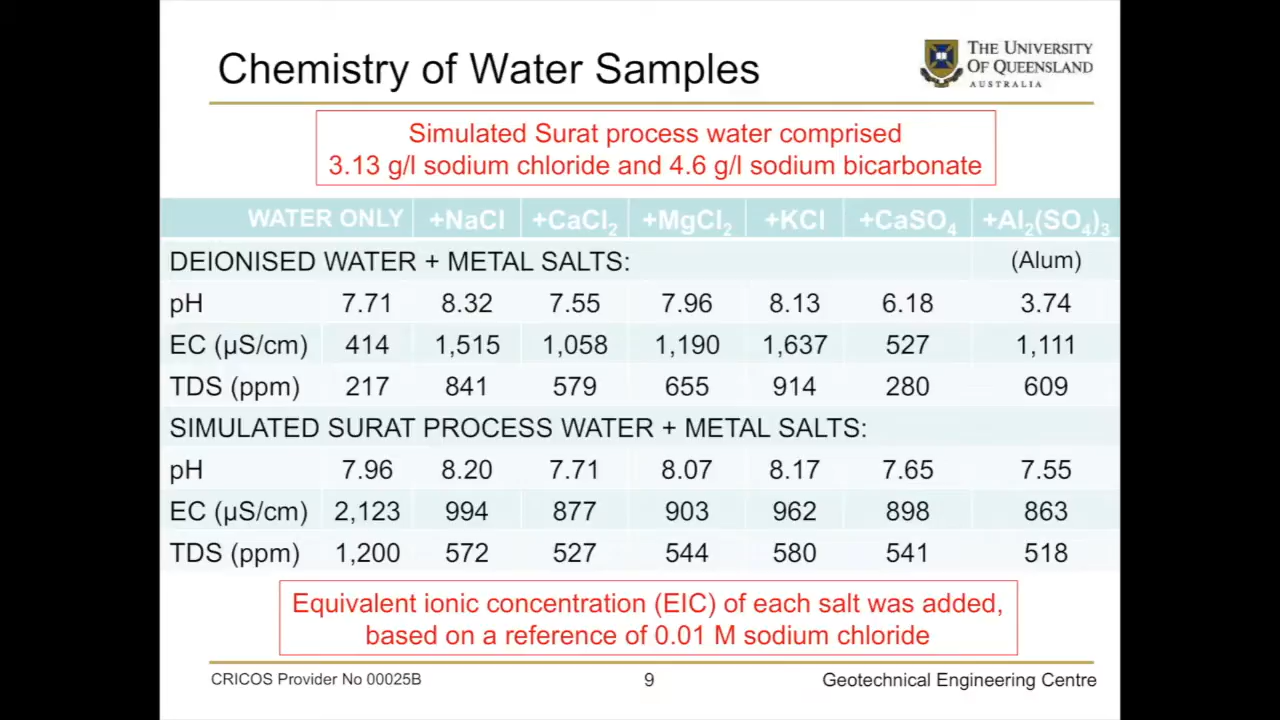 Chemistry of Water Samples
THE UNIVERSITY
OF QUEENSLAND
AUSTRALIA
Simulated Surat process water comprised
3.13 g/l sodium chloride and 4.6 g/l sodium bicarbonate
WATER ONLY +NaCl +CaCl₂ +MgCl₂ +KCl +CaSO₄ +Al₂(SO₄)₃
DEIONISED WATER + METAL SALTS: (Alum)
pH 7.71 8.32 7.55 7.96 8.13 6.18 3.74
EC (µS/cm) 414 1,515 1,058 1,190 1,637 527 1,111
TDS (ppm) 217 841 579 655 914 280 609
SIMULATED SURAT PROCESS WATER + METAL SALTS:
pH 7.96 8.20 7.71 8.07 8.17 7.65 7.55
EC (µS/cm) 2,123 994 877 903 962 898 863
TDS (ppm) 1,200 572 527 544 580 541 518
Equivalent ionic concentration (EIC) of each salt was added,
based on a reference of 0.01 M sodium chloride
CRICOS Provider No 00025B 9 Geotechnical Engineering Centre